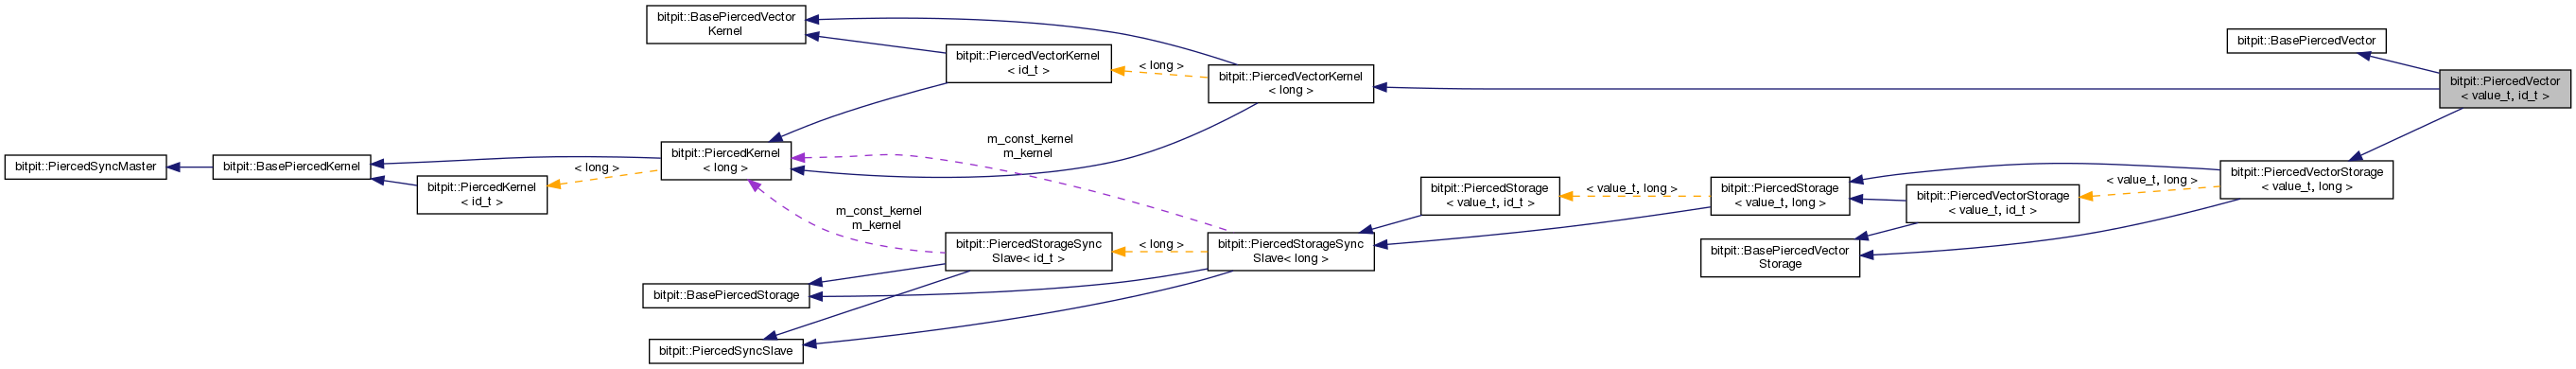 bitpit::PiercedSyncMaster
bitpit::BasePiercedKernel
bitpit::PiercedKernel
< id_t >
< long >
bitpit::PiercedKernel
< long >
bitpit::BasePiercedVector
Kernel
bitpit::PiercedVectorKernel
< id_t >
< long >
bitpit::PiercedVectorKernel
< long >
m_const_kernel
m_kernel
m_const_kernel
m_kernel
bitpit::PiercedStorageSync
Slave< id_t >
< long >
bitpit::PiercedStorageSync
Slave< long >
bitpit::BasePiercedStorage
bitpit::PiercedSyncSlave
bitpit::PiercedStorage
< value_t, id_t >
< value_t, long >
bitpit::PiercedStorage
< value_t, long >
bitpit::BasePiercedVector
Storage
bitpit::PiercedVectorStorage
< value_t, id_t >
< value_t, long >
bitpit::PiercedVectorStorage
< value_t, long >
bitpit::BasePiercedVector
bitpit::PiercedVector
< value_t, id_t >